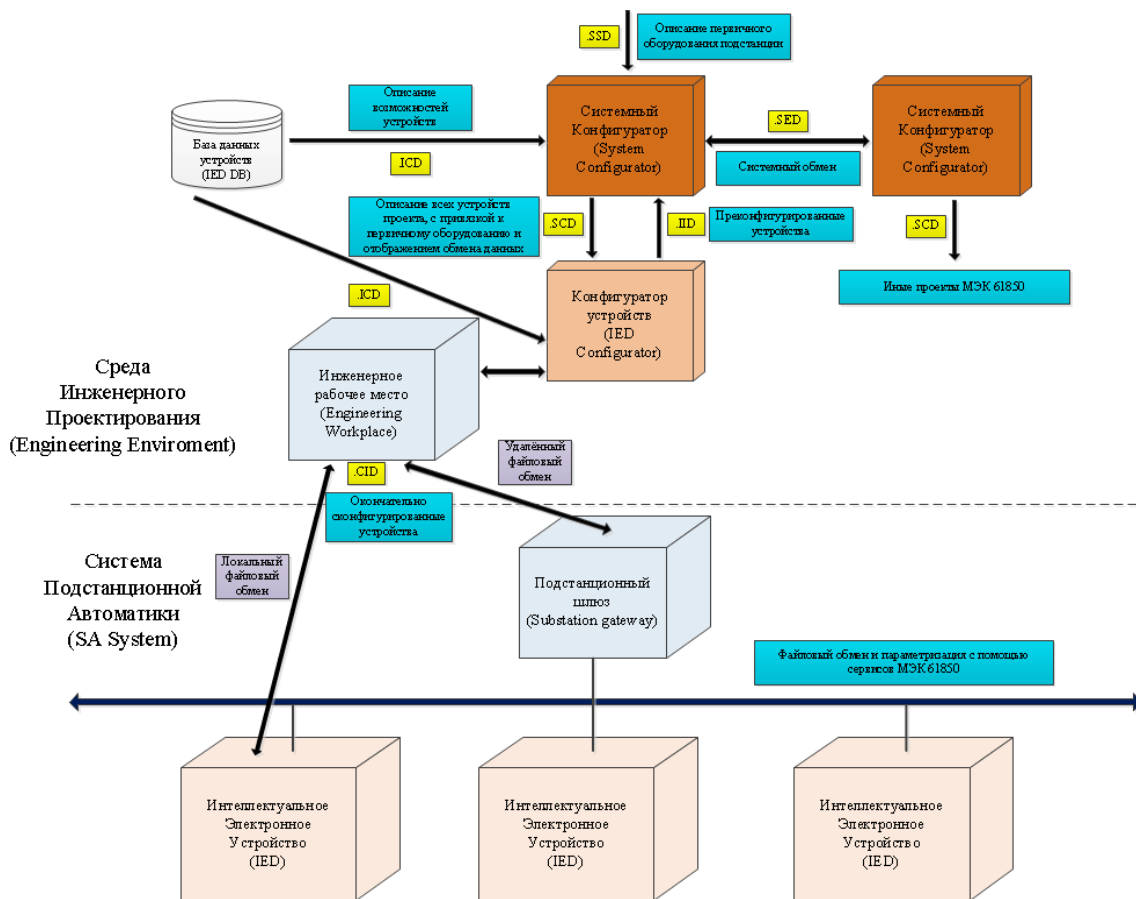 .SSD
Описание первичного
оборудования подстанции
Описание
возможностей
устройств
Системный
Конфигуратор
(System
Configurator)
.SED
Системный обмен
Системный
Конфигуратор
(System
Configurator)
База данных
устройств
(IED DB)
.ICD
Описание всех устройств
проекта, с привязкой к
первичному оборудованию и
отображением обмена данных
.SCD
.IID
Преконфигурированные
устройства
.SCD
Иные проекты МЭК 61850
.ICD
Конфигуратор
устройств
(IED
Configurator)
Среда
Инженерного
Проектирования
(Engineering Enviroment)
Инженерное
рабочее место
(Engineering
Workplace)
.CID
Удалённый
файловый
обмен
Окончательно
сконфигурированные
устройства
Система
Подстанционной
Автоматики
(SA System)
Локальный
файловый
обмен
Подстанционный
шлюз
(Substation gateway)
Файловый обмен и параметризация с помощью
сервисов МЭК 61850
Интеллектуальное
Электронное
Устройство
(IED)
Интеллектуальное
Электронное
Устройство
(IED)
Интеллектуальное
Электронное
Устройство
(IED)